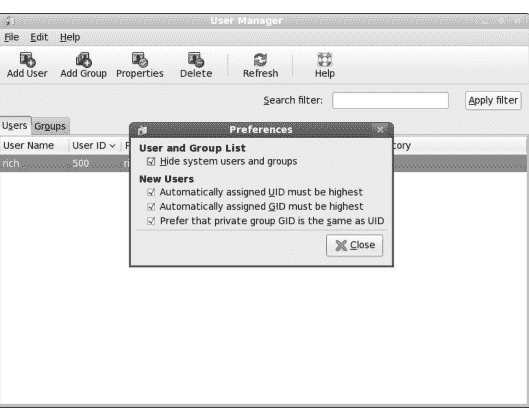 User Manager
File Edit Help
Add User Add Group Properties Delete Refresh Help
Search filter: Apply filter
Users Groups
User Name User ID
rich 500
Preferences
User and Group List
Hide system users and groups
New Users
Automatically assigned UID must be highest
Automatically assigned GID must be highest
Prefer that private group GID is the same as UID
Close